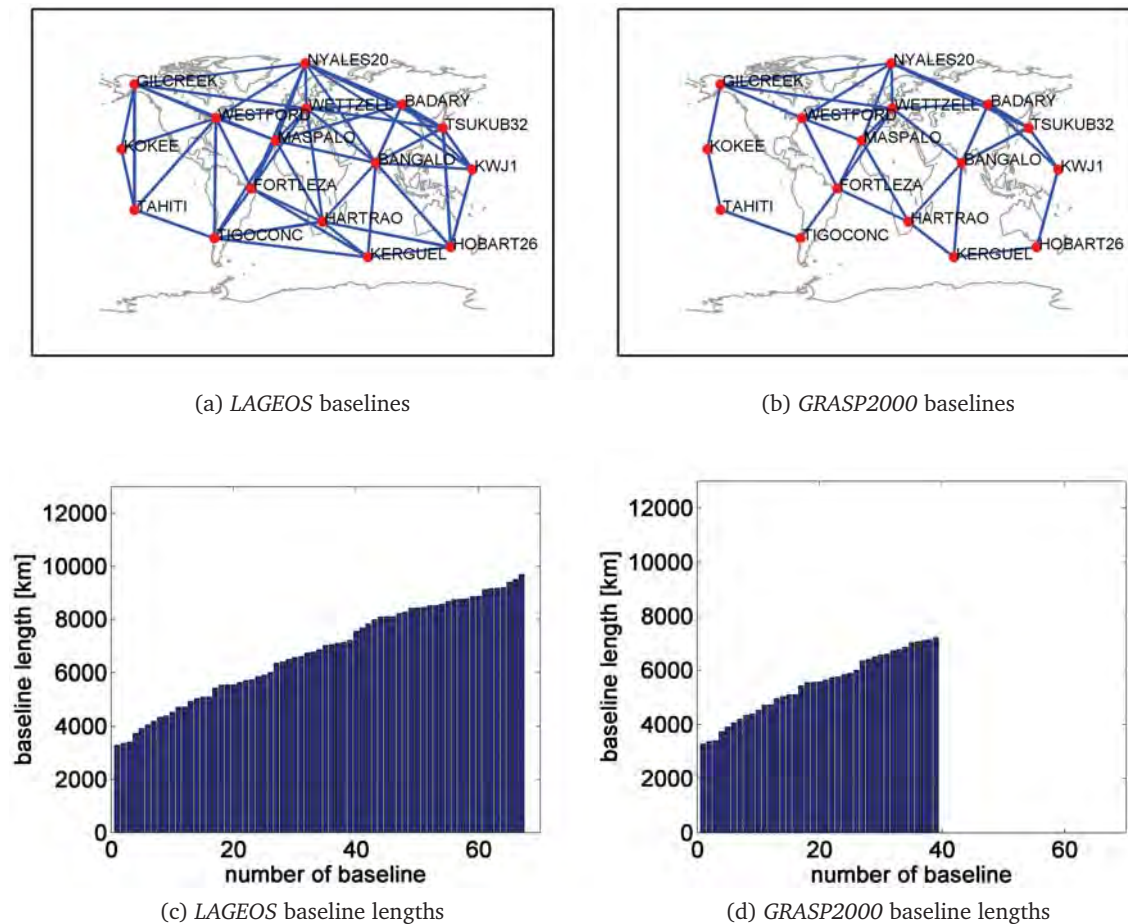 NYALES20
GILCREEK
WETTZELL
BADARY
WESTFORD
TSUKUB32
MASPALO
KOKEE
BANGALO
KWJ1
FORTLEZA
TAHITI
HARTRAO
TIGOCONC
HOBART26
KERGUEL
(a) LAGEOS baselines
NYALES20
GILCREEK
WETTZELL
BADARY
WESTFORD
TSUKUB32
MASPALO
KOKEE
BANGALO
KWJ1
FORTLEZA
TAHITI
HARTRAO
TIGOCONC
HOBART26
KERGUEL
(b) GRASP2000 baselines
baseline length [km]
12000
10000
8000
6000
4000
2000
0
0 20 40 60
number of baseline
(c) LAGEOS baseline lengths
baseline length [km]
12000
10000
8000
6000
4000
2000
0
0 20 40 60
number of baseline
(d) GRASP2000 baseline lengths